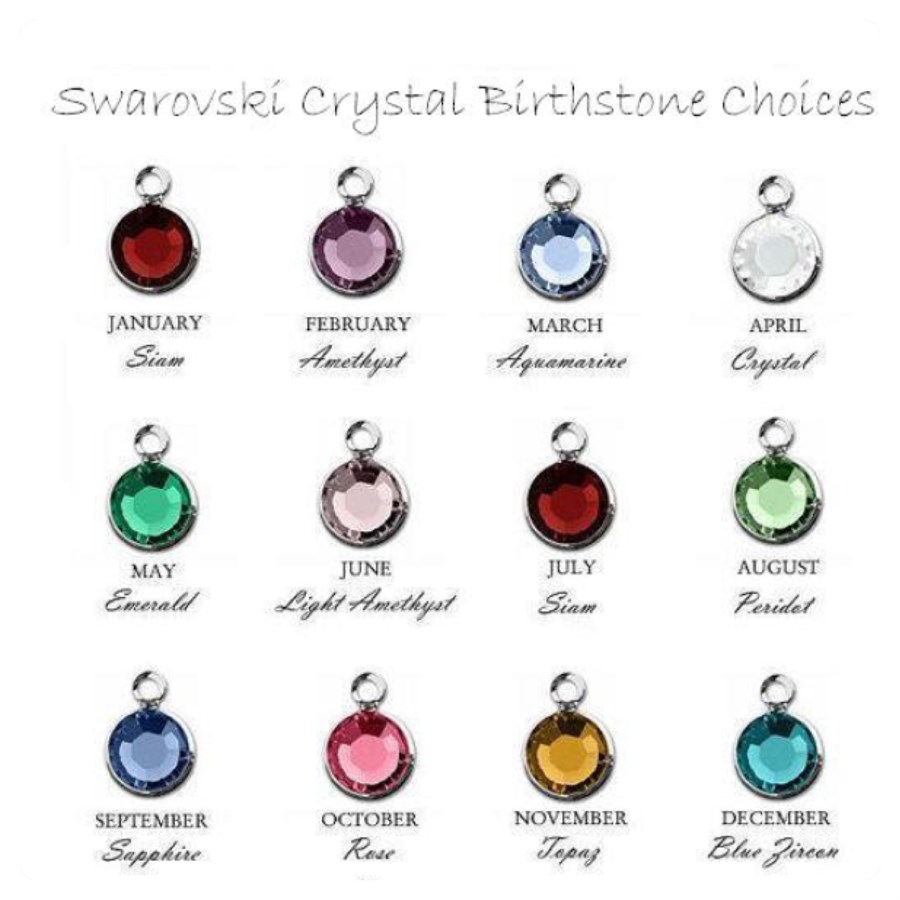 Swarovski Crystal Birthstone Choices
JANUARY FEBRUARY MARCH APRIL
Siam Amethyst Aquamarine Crystal
MAY JUNE JULY AUGUST
Emerald Light Amethyst Siam Peridot
SEPTEMBER OCTOBER NOVEMBER DECEMBER
Sapphire Rose Topaz Blue Zircon